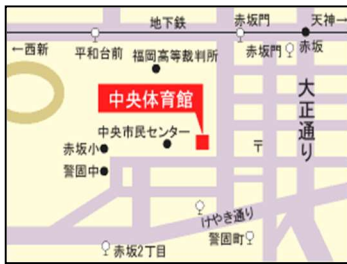 地下鉄
赤坂門
天神→
←西新
平和台前
福岡高等裁判所
赤坂門
赤坂
中央体育館
大正通り
中央市民センター
赤坂小
〒
警固中
けやき通り
警固町
赤坂2丁目